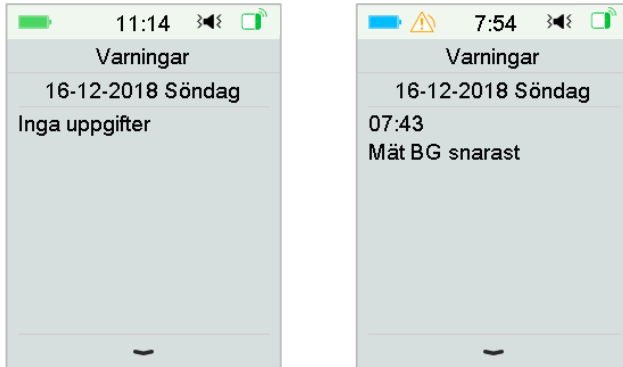 11:14
Varningar
16-12-2018 Söndag
Inga uppgifter
7:54
Varningar
16-12-2018 Söndag
07:43
Mät BG snarast